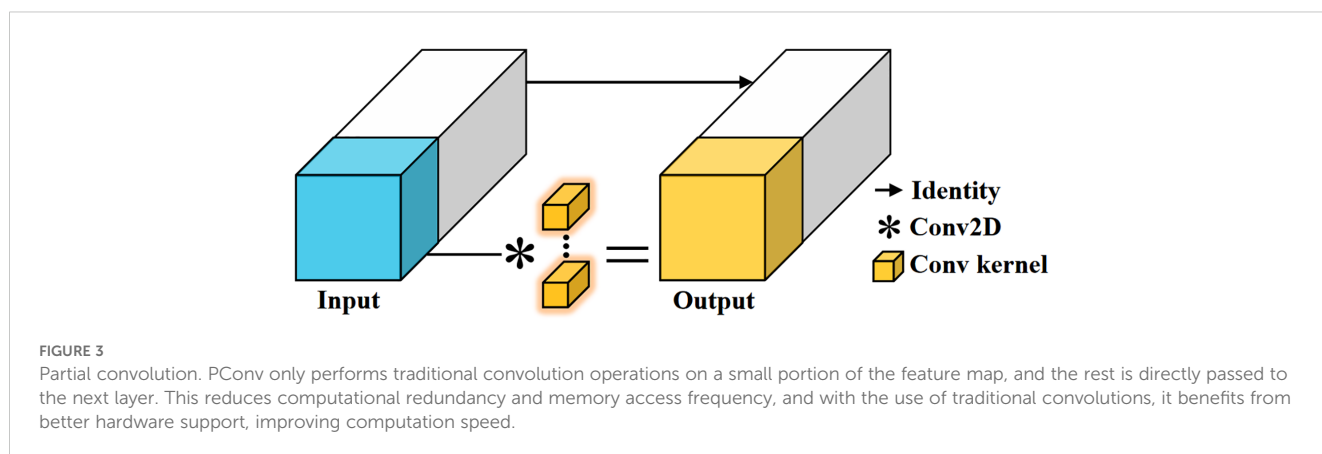 Input
Output
→ Identity
* Conv2D
Conv kernel
FIGURE 3
Partial convolution. PConv only performs traditional convolution operations on a small portion of the feature map, and the rest is directly passed to
the next layer. This reduces computational redundancy and memory access frequency, and with the use of traditional convolutions, it benefits from
better hardware support, improving computation speed.